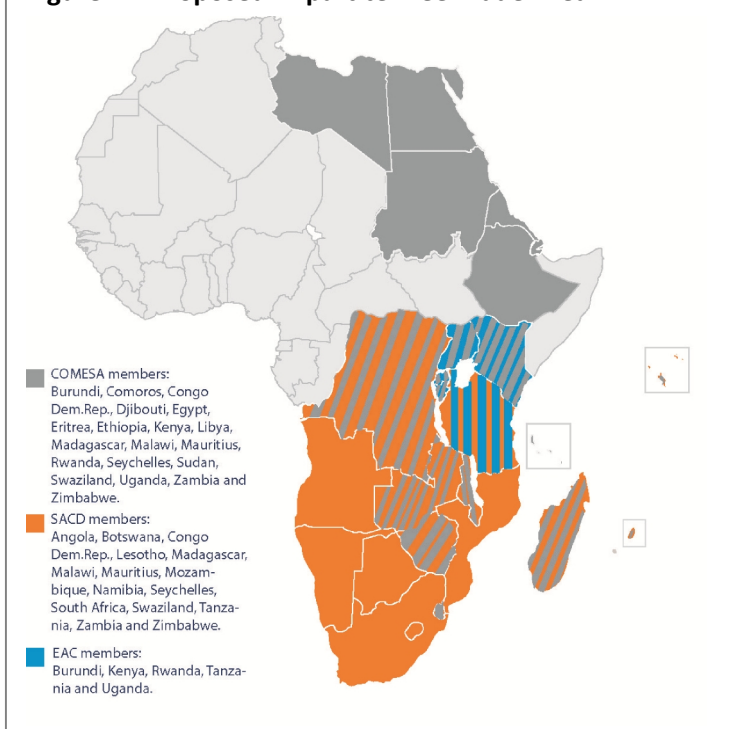 COMESA members:
Burundi, Comoros, Congo
Dem.Rep., Djibouti, Egypt,
Eritrea, Ethiopia, Kenya, Libya,
Madagascar, Malawi, Mauritius,
Rwanda, Seychelles, Sudan,
Swaziland, Uganda, Zambia and
Zimbabwe.
SACD members:
Angola, Botswana, Congo
Dem.Rep., Lesotho, Madagascar,
Malawi, Mauritius, Mozam-
bique, Namibia, Seychelles,
South Africa, Swaziland, Tanza-
nia, Zambia and Zimbabwe.
EAC members:
Burundi, Kenya, Rwanda, Tanza-
nia and Uganda.